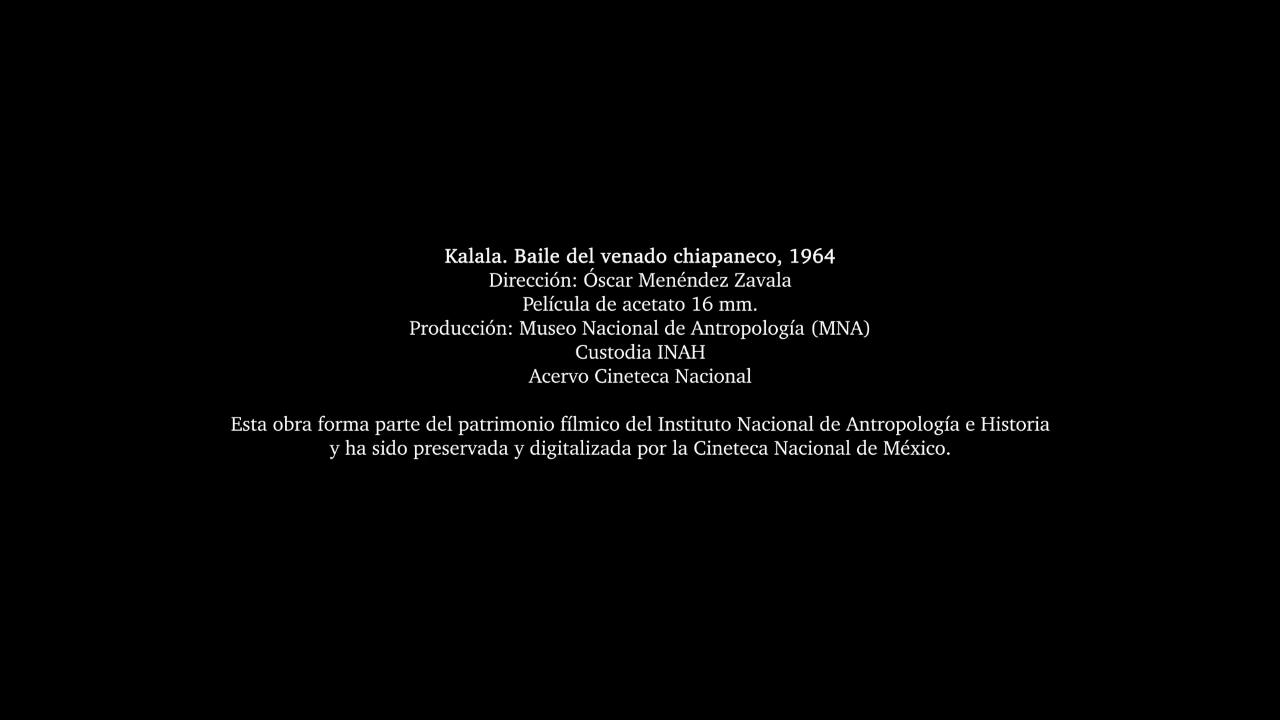 Kalala. Baile del venado chiapaneco, 1964
Dirección: Óscar Menéndez Zavala
Película de acetato 16 mm.
Producción: Museo Nacional de Antropología (MNA)
Custodia INAH
Acervo Cineteca Nacional
Esta obra forma parte del patrimonio fílmico del Instituto Nacional de Antropología e Historia
y ha sido preservada y digitalizada por la Cineteca Nacional de México.